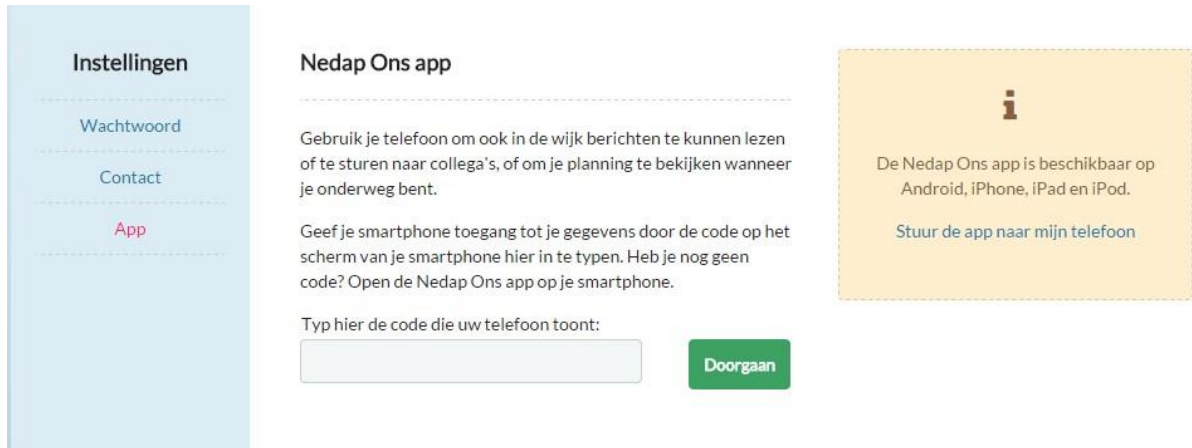 Instellingen
Wachtwoord
Contact
App
Nedap Ons app
Gebruik je telefoon om ook in de wijk berichten te kunnen lezen
of te sturen naar collega's, of om je planning te bekijken wanneer
je onderweg bent.
Geef je smartphone toegang tot je gegevens door de code op het
scherm van je smartphone hier in te typen. Heb je nog geen
code? Open de Nedap Ons app op je smartphone.
Typ hier de code die uw telefoon toont:
Doorgaan
De Nedap Ons app is beschikbaar op
Android, iPhone, iPad en iPod.
Stuur de app naar mijn telefoon